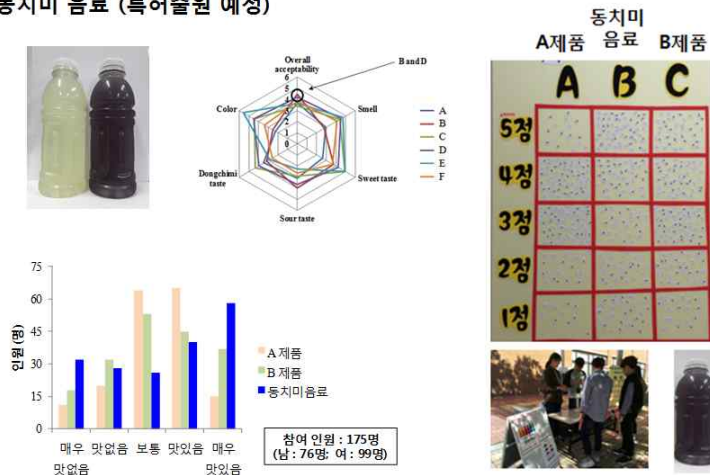 동치미 음료 (특허출원 예정)
Overall
acceptability
B and D
6
5
4
3
2
1
0
Color
Smell
Dongchimi
taste
Sweet taste
Sour taste
A
B
C
D
E
F
동치미
음료
A제품
B제품
A B C
5점
4점
3점
2점
1점
75
60
45
30
15
0
인원(명)
매우
맛없음
맛없음
보통
맛있음
매우
맛있음
A 제품
B 제품
동치미음료
참여 인원 : 175명
(남 : 76명; 여 : 99명)